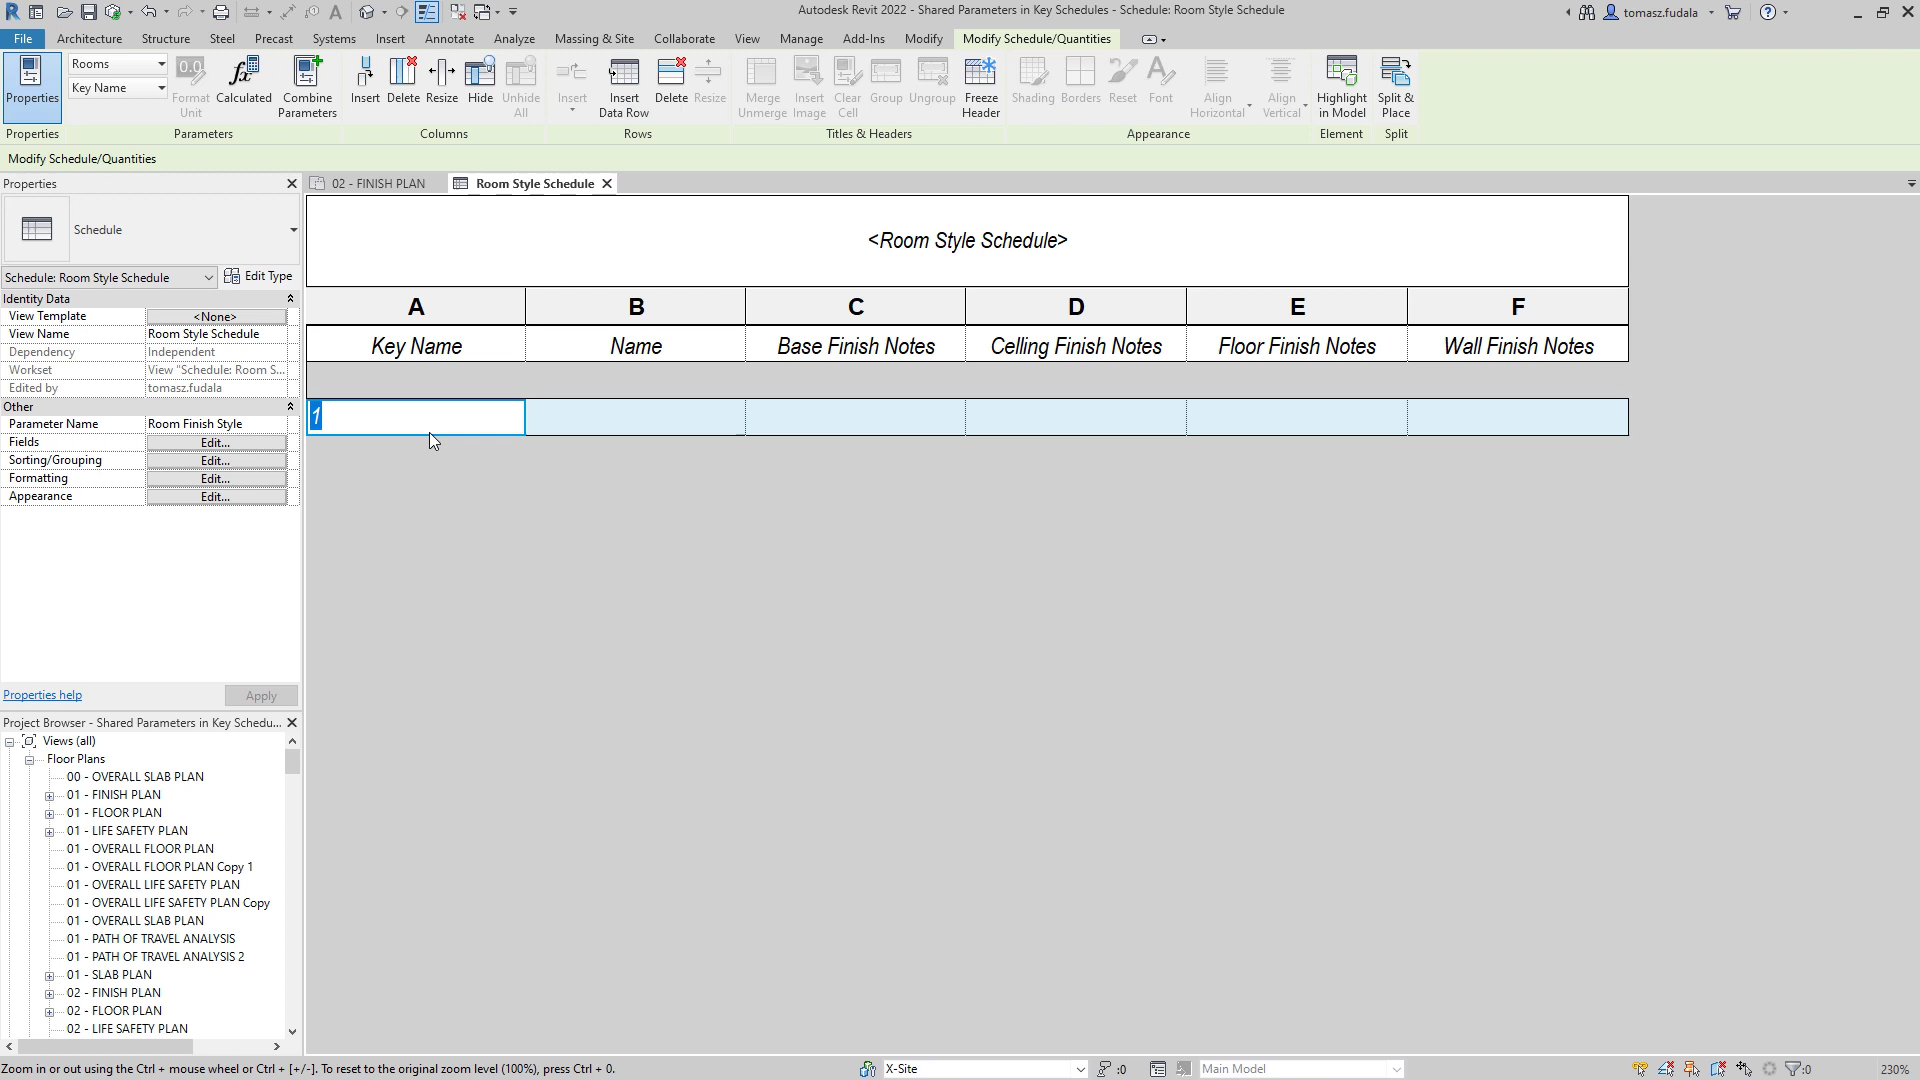 Autodesk Revit 2022 - Shared Parameters in Key Schedules - Schedule: Room Style Schedule
tomasz.fudala
File Architecture Structure Steel Precast Systems Insert Annotate Analyze Massing & Site Collaborate View Manage Add-Ins Modify Modify Schedule/Quantities
Rooms
Key Name
Properties
Format Unit
Calculated
Combine Parameters
Insert
Delete
Resize
Hide
Unhide All
Insert
Insert Data Row
Delete
Resize
Merge Unmerge
Insert Image
Clear Cell
Group
Ungroup
Freeze Header
Shading
Borders
Reset
Font
Align Horizontal
Align Vertical
Highlight in Model
Split & Place
Properties Parameters Columns Rows Titles & Headers Appearance Element Split
Modify Schedule/Quantities
Properties
02 - FINISH PLAN
Room Style Schedule
Schedule
Schedule: Room Style Schedule
Edit Type
Identity Data
View Template <None>
View Name Room Style Schedule
Dependency Independent
Workset View "Schedule: Room S...
Edited by tomasz.fudala
Other
Parameter Name Room Finish Style
Fields Edit...
Sorting/Grouping Edit...
Formatting Edit...
Appearance Edit...
Properties help
Apply
<Room Style Schedule>
A B C D E F
Key Name Name Base Finish Notes Celling Finish Notes Floor Finish Notes Wall Finish Notes
1
Project Browser - Shared Parameters in Key Schedu...
Views (all)
Floor Plans
00 - OVERALL SLAB PLAN
01 - FINISH PLAN
01 - FLOOR PLAN
01 - LIFE SAFETY PLAN
01 - OVERALL FLOOR PLAN
01 - OVERALL FLOOR PLAN Copy 1
01 - OVERALL LIFE SAFETY PLAN
01 - OVERALL LIFE SAFETY PLAN Copy
01 - OVERALL SLAB PLAN
01 - PATH OF TRAVEL ANALYSIS
01 - PATH OF TRAVEL ANALYSIS 2
01 - SLAB PLAN
02 - FINISH PLAN
02 - FLOOR PLAN
02 - LIFE SAFETY PLAN
Zoom in or out using the Ctrl + mouse wheel or Ctrl + [+/-]. To reset to the original zoom level (100%), press Ctrl + 0.
X-Site
:0
Main Model
:0
230%